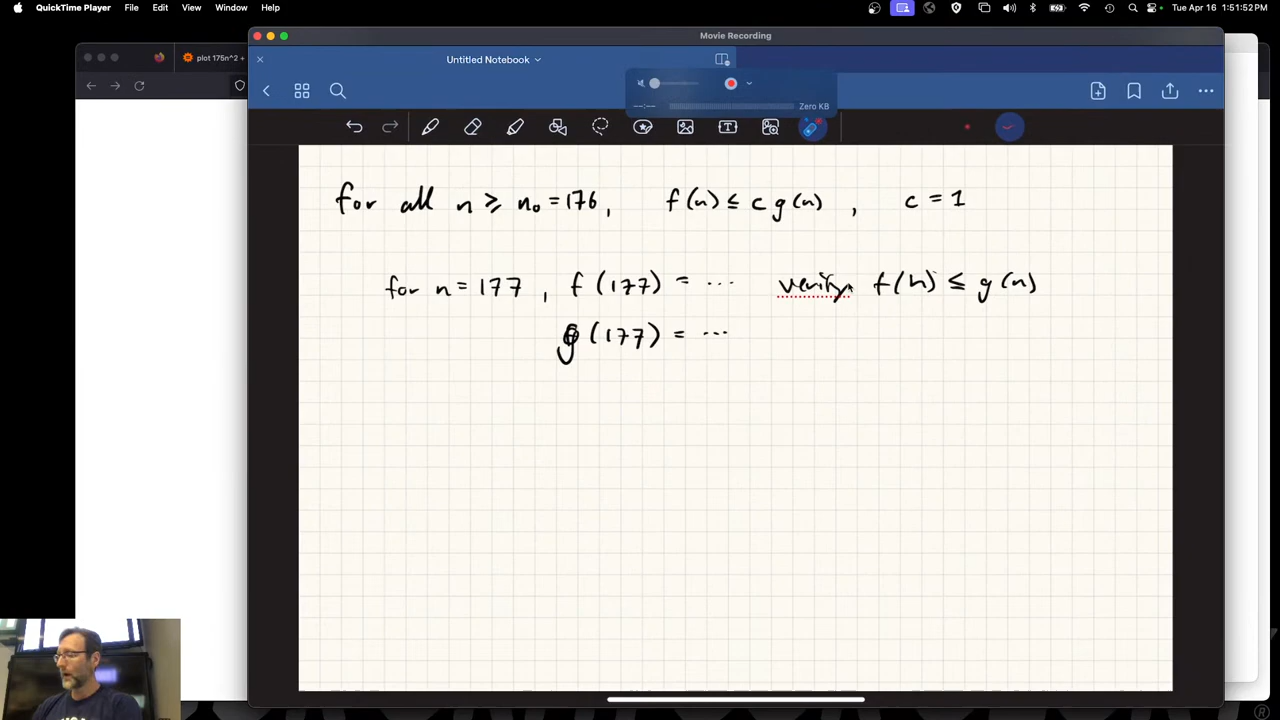 QuickTime Player File Edit View Window Help Tue Apr 16 1:51:52 PM
Movie Recording
plot 175n^2 +
Untitled Notebook
--:-- Zero KB
for all n ≥ n₀ = 176, f(n) ≤ c g(n) , c = 1
for n = 177 , f(177) = ... verify f(n) ≤ g(n)
g(177) = ...